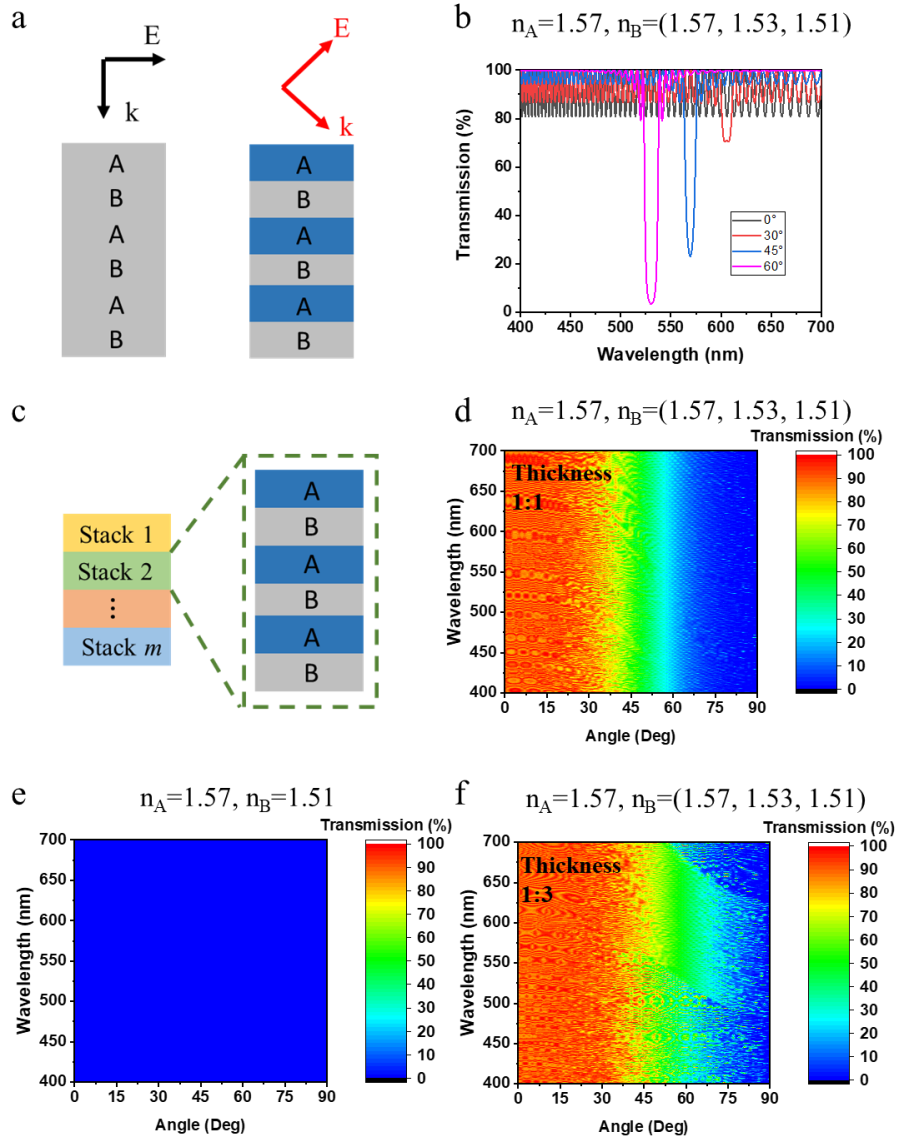 a
E
k
A
B
A
B
A
B
E
k
A
B
A
B
A
B
b
n_A=1.57, n_B=(1.57, 1.53, 1.51)
Transmission (%)
100
80
60
40
20
0
0°
30°
45°
60°
400 450 500 550 600 650 700
Wavelength (nm)
c
Stack 1
Stack 2
⋮
Stack m
A
B
A
B
A
B
d
n_A=1.57, n_B=(1.57, 1.53, 1.51)
Transmission (%)
Thickness
1:1
Wavelength (nm)
700
650
600
550
500
450
400
0 15 30 45 60 75 90
Angle (Deg)
100
90
80
70
60
50
40
30
20
10
0
e
n_A=1.57, n_B=1.51
Transmission (%)
Wavelength (nm)
700
650
600
550
500
450
400
0 15 30 45 60 75 90
Angle (Deg)
100
90
80
70
60
50
40
30
20
10
0
f
n_A=1.57, n_B=(1.57, 1.53, 1.51)
Transmission (%)
Thickness
1:3
Wavelength (nm)
700
650
600
550
500
450
400
0 15 30 45 60 75 90
Angle (Deg)
100
90
80
70
60
50
40
30
20
10
0